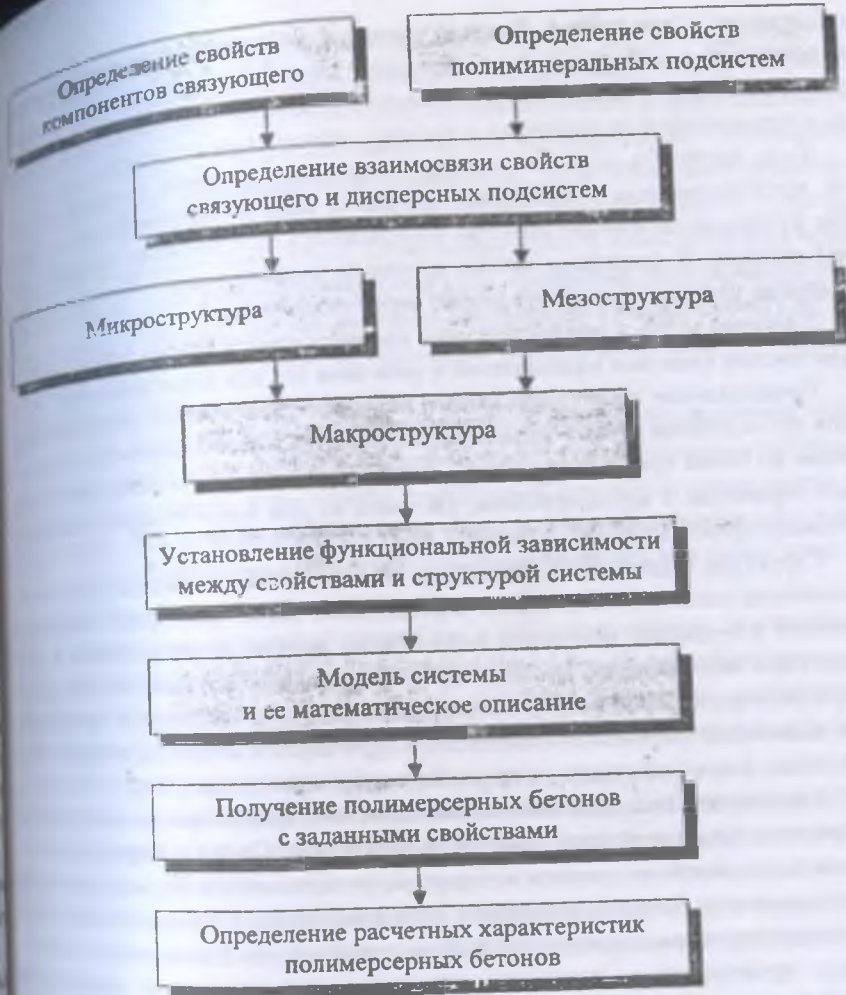 Определение свойств
компонентов связующего
Определение свойств
полиминеральных подсистем
Определение взаимосвязи свойств
связующего и дисперсных подсистем
Микроструктура
Мезоструктура
Макроструктура
Установление функциональной зависимости
между свойствами и структурой системы
Модель системы
и ее математическое описание
Получение полимерсерных бетонов
с заданными свойствами
Определение расчетных характеристик
полимерсерных бетонов